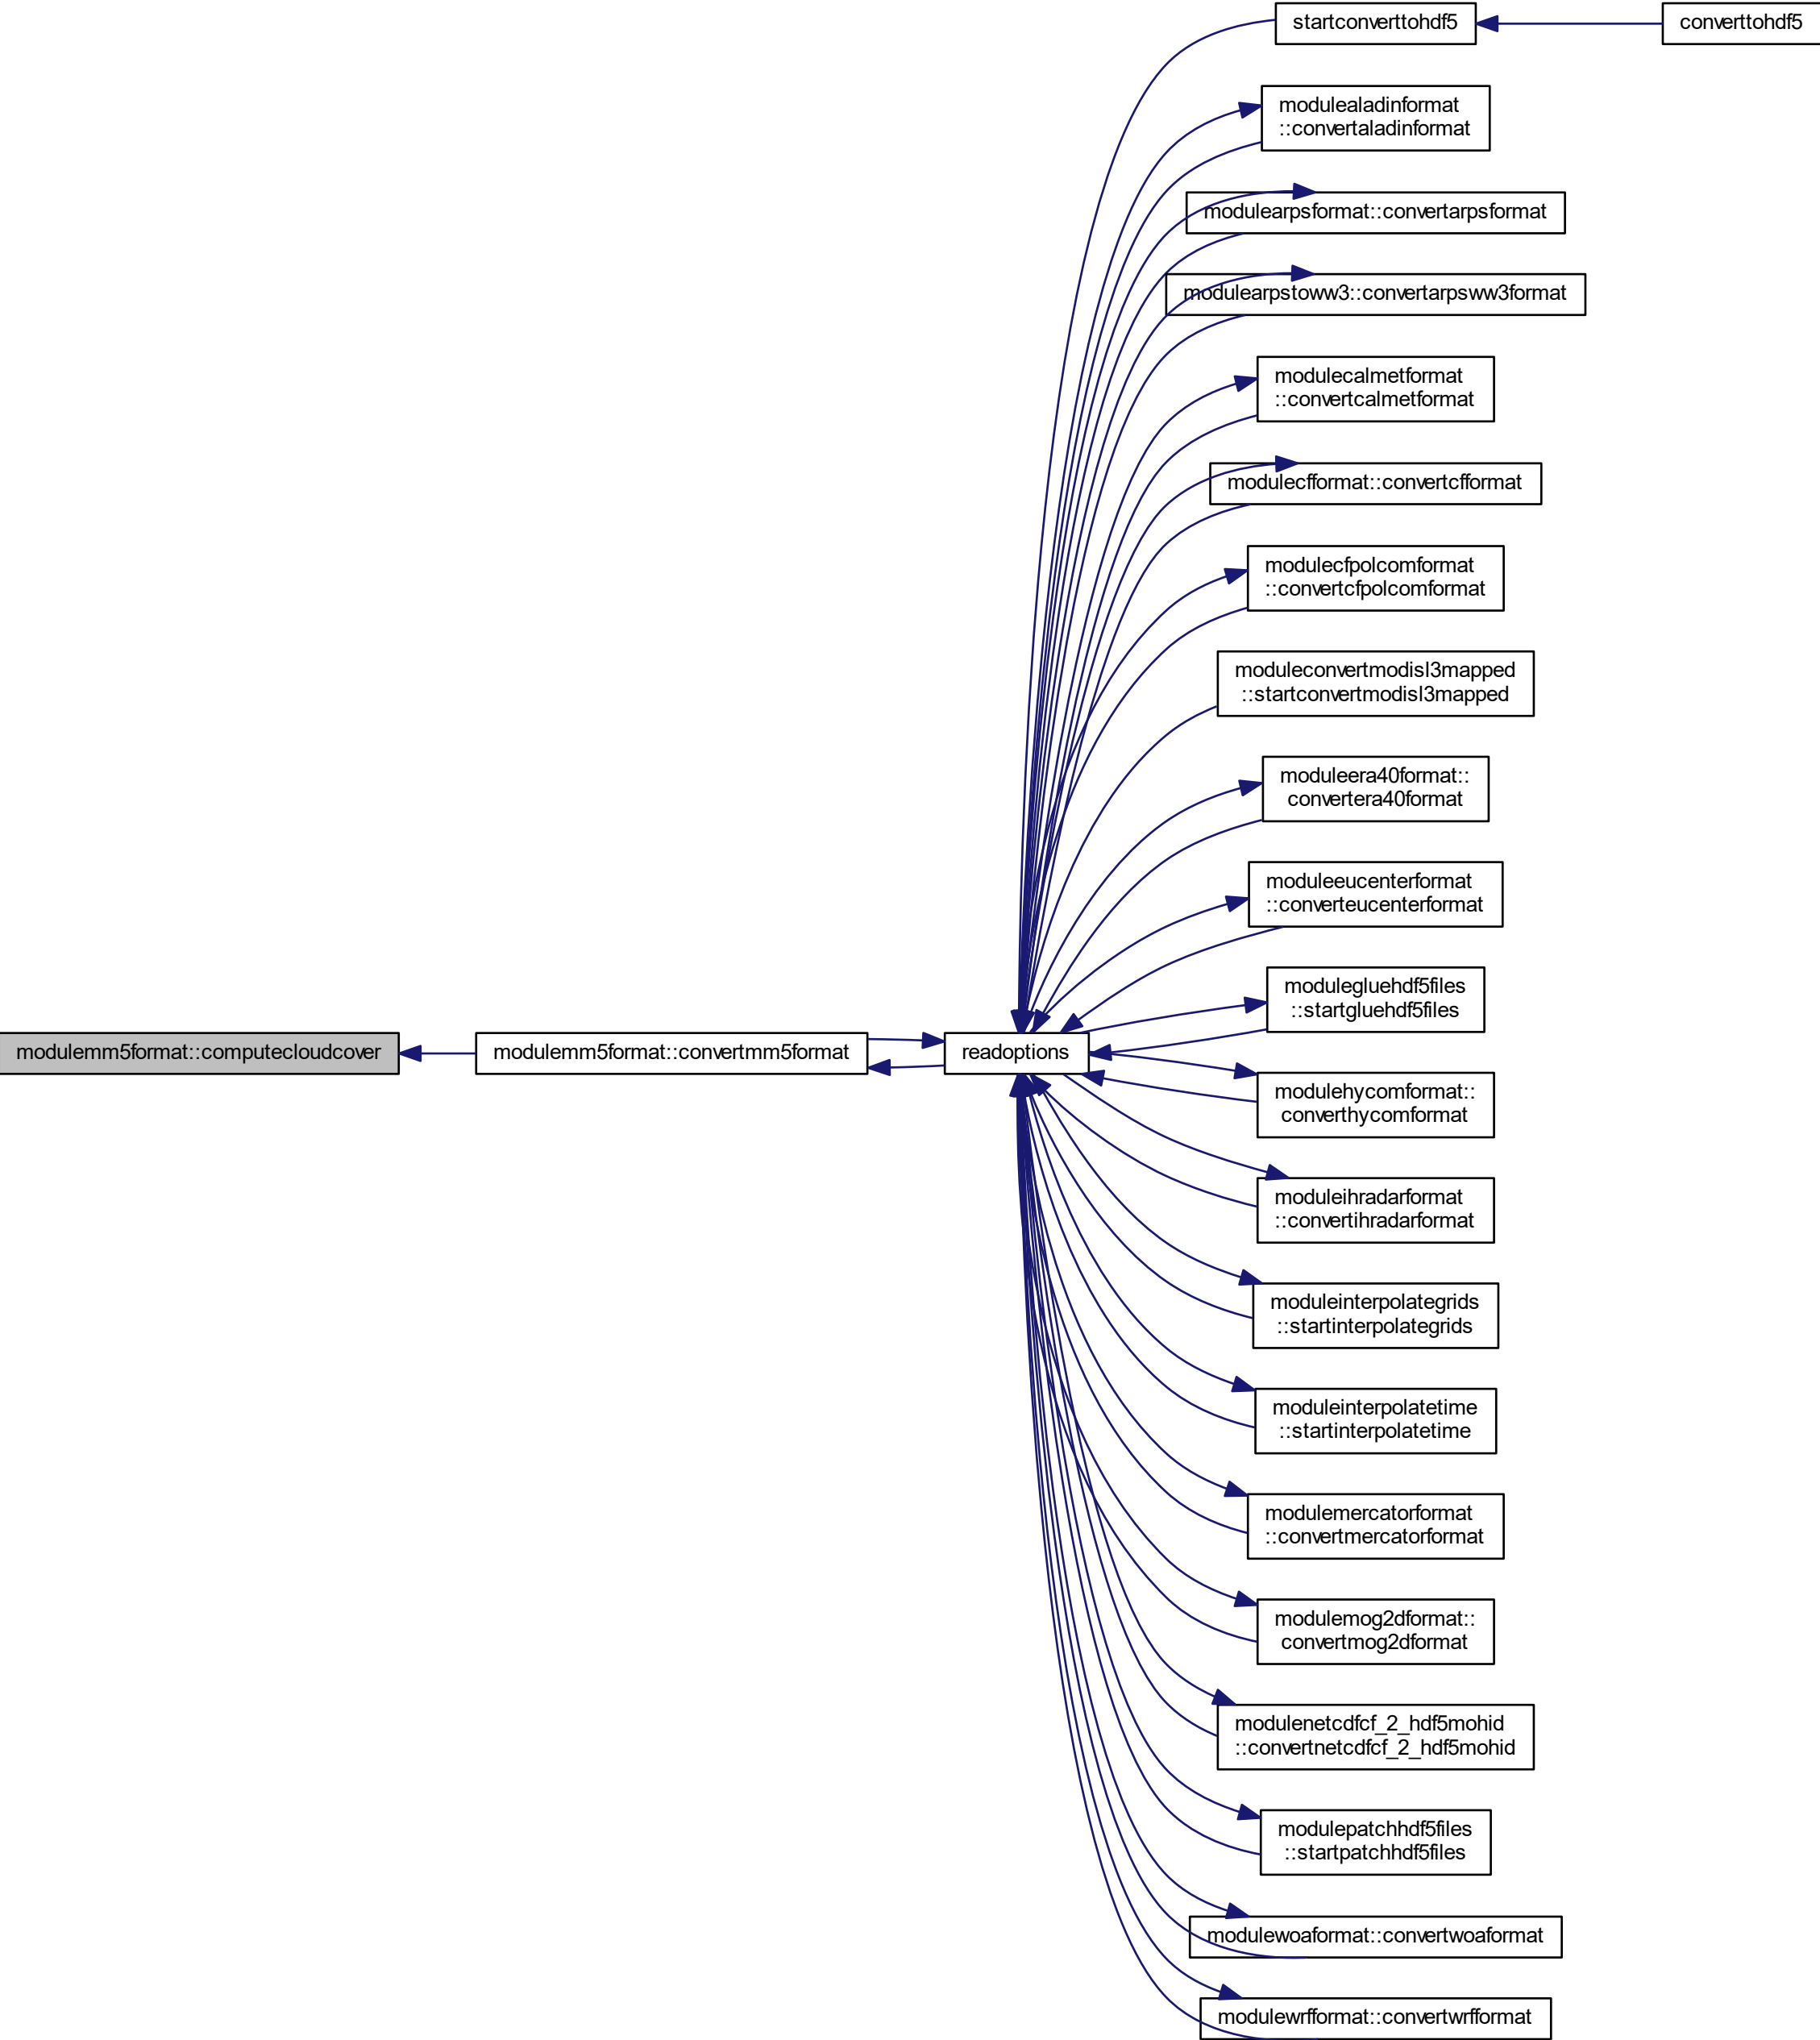 startconverttohdf5
converttohdf5
modulealadinformat
::convertaladinformat
modulearpsformat::convertarpsformat
modulearpstoww3::convertarpsww3format
modulecalmetformat
::convertcalmetformat
modulecfformat::convertcfformat
modulecfpolcomformat
::convertcfpolcomformat
moduleconvertmodisl3mapped
::startconvertmodisl3mapped
moduleera40format::
convertera40format
moduleeucenterformat
::converteucenterformat
modulegluehdf5files
::startgluehdf5files
modulemm5format::computecloudcover
modulemm5format::convertmm5format
readoptions
modulehycomformat::
converthycomformat
moduleihradarformat
::convertihradarformat
moduleinterpolategrids
::startinterpolategrids
moduleinterpolatetime
::startinterpolatetime
modulemercatorformat
::convertmercatorformat
modulemog2dformat::
convertmog2dformat
modulenetcdfcf_2_hdf5mohid
::convertnetcdfcf_2_hdf5mohid
modulepatchhdf5files
::startpatchhdf5files
modulewoaformat::convertwoaformat
modulewrfformat::convertwrfformat